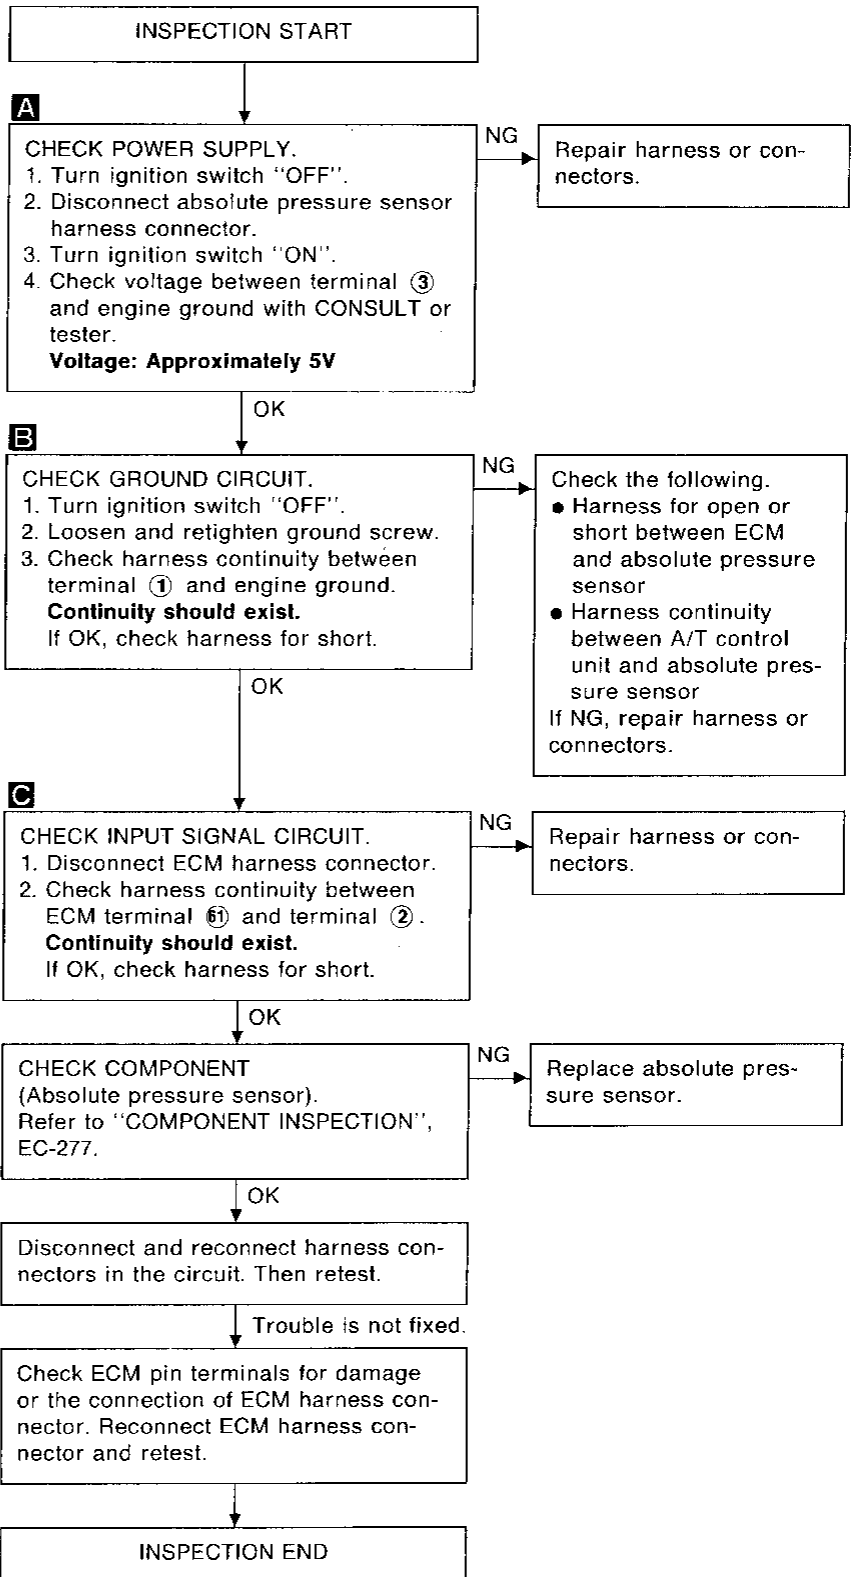 INSPECTION START
A
CHECK POWER SUPPLY.
1. Turn ignition switch "OFF".
2. Disconnect absolute pressure sensor
harness connector.
3. Turn ignition switch "ON".
4. Check voltage between terminal ③
and engine ground with CONSULT or
tester.
Voltage: Approximately 5V
NG
Repair harness or con-
nectors.
OK
B
CHECK GROUND CIRCUIT.
1. Turn ignition switch "OFF".
2. Loosen and retighten ground screw.
3. Check harness continuity between
terminal ① and engine ground.
Continuity should exist.
If OK, check harness for short.
NG
Check the following.
● Harness for open or
short between ECM
and absolute pressure
sensor
● Harness continuity
between A/T control
unit and absolute pres-
sure sensor
If NG, repair harness or
connectors.
OK
C
CHECK INPUT SIGNAL CIRCUIT.
1. Disconnect ECM harness connector.
2. Check harness continuity between
ECM terminal 61 and terminal ②.
Continuity should exist.
If OK, check harness for short.
NG
Repair harness or con-
nectors.
OK
CHECK COMPONENT
(Absolute pressure sensor).
Refer to "COMPONENT INSPECTION",
EC-277.
NG
Replace absolute pres-
sure sensor.
OK
Disconnect and reconnect harness con-
nectors in the circuit. Then retest.
Trouble is not fixed.
Check ECM pin terminals for damage
or the connection of ECM harness con-
nector. Reconnect ECM harness con-
nector and retest.
INSPECTION END